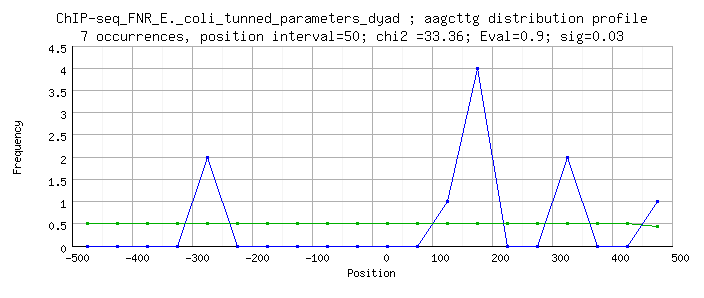 ChIP-seq_FNR_E._coli_tunned_parameters_dyad ; aagcttg distribution profile
7 occurrences, position interval=50; chi2 =33.36; Eval=0.9; sig=0.03
4.5
4
3.5
3
2.5
2
1.5
1
0.5
0
Frequency
-500 -400 -300 -200 -100 0 100 200 300 400 500
Position